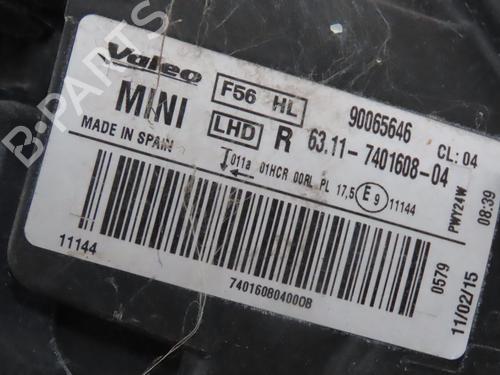 Valeo
F56 HL
90065646
CL: 04
MINI
LHD R 63.11-7401608-04
MADE IN SPAIN
011a 01HCR 00RL PL 17,5 E9 11144
PWY24W
08:39
11144
740160804000B
0579
11/02/15
B-PARTS